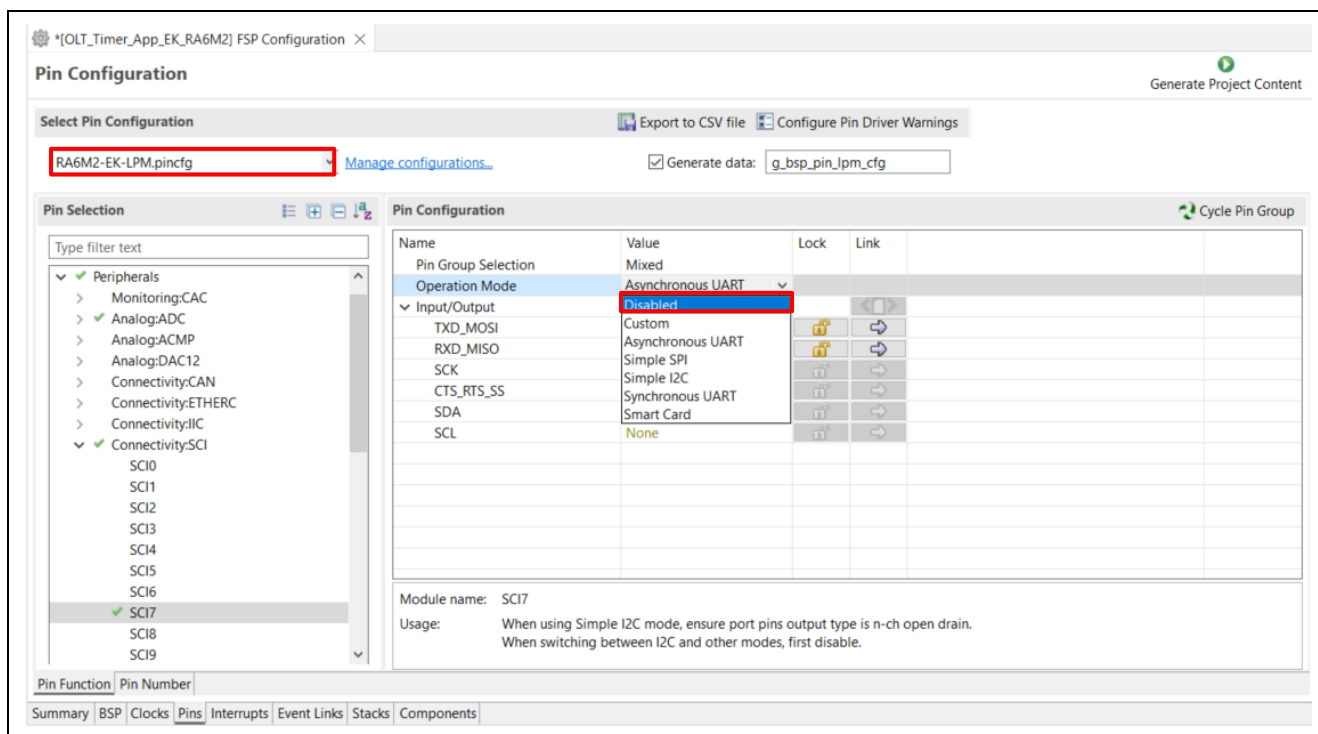 *[OLT_Timer_App_EK_RA6M2] FSP Configuration
Pin Configuration
Generate Project Content
Select Pin Configuration
Export to CSV file
Configure Pin Driver Warnings
RA6M2-EK-LPM.pincfg
Manage configurations...
Generate data:
g_bsp_pin_lpm_cfg
Pin Selection
Pin Configuration
Cycle Pin Group
Type filter text
Peripherals
Monitoring:CAC
Analog:ADC
Analog:ACMP
Analog:DAC12
Connectivity:CAN
Connectivity:ETHERC
Connectivity:IIC
Connectivity:SCI
SCI0
SCI1
SCI2
SCI3
SCI4
SCI5
SCI6
SCI7
SCI8
SCI9
Name Value Lock Link
Pin Group Selection Mixed
Operation Mode Asynchronous UART
Input/Output
TXD_MOSI
RXD_MISO
SCK
CTS_RTS_SS
SDA
SCL None
Disabled
Custom
Asynchronous UART
Simple SPI
Simple I2C
Synchronous UART
Smart Card
Module name: SCI7
Usage: When using Simple I2C mode, ensure port pins output type is n-ch open drain.
When switching between I2C and other modes, first disable.
Pin Function Pin Number
Summary BSP Clocks Pins Interrupts Event Links Stacks Components